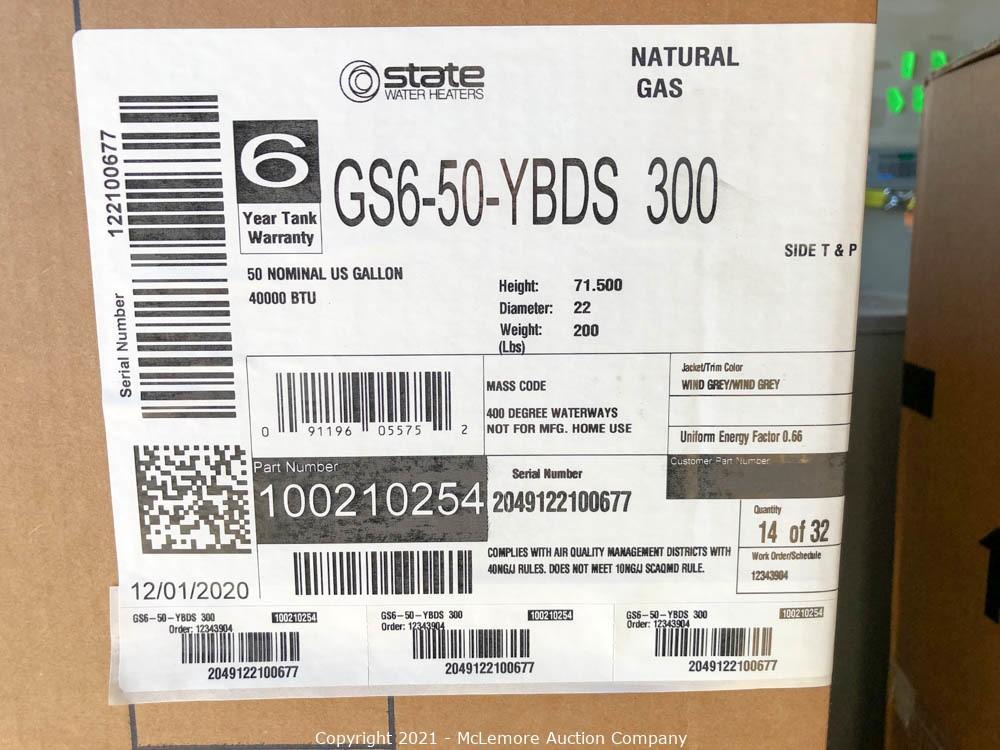 state
WATER HEATERS
NATURAL
GAS
122100677
Serial Number
6
Year Tank
Warranty
GS6-50-YBDS 300
SIDE T & P
50 NOMINAL US GALLON
40000 BTU
Height: 71.500
Diameter: 22
Weight: 200
(Lbs)
0 91196 05575 2
MASS CODE
400 DEGREE WATERWAYS
NOT FOR MFG. HOME USE
Jacket/Trim Color
WIND GREY/WIND GREY
Uniform Energy Factor 0.66
Part Number
100210254
Serial Number
2049122100677
Customer Part Number
Quantity
14 of 32
Work Order/Schedule
12343904
COMPLIES WITH AIR QUALITY MANAGEMENT DISTRICTS WITH
40NG/J RULES. DOES NOT MEET 10NG/J SCAQMD RULE.
12/01/2020
GS6-50-YBDS 300 100210254
Order: 12343904
2049122100677
GS6-50-YBDS 300 100210254
Order: 12343904
2049122100677
GS6-50-YBDS 300 100210254
Order: 12343904
2049122100677
Copyright 2021 - McLemore Auction Company